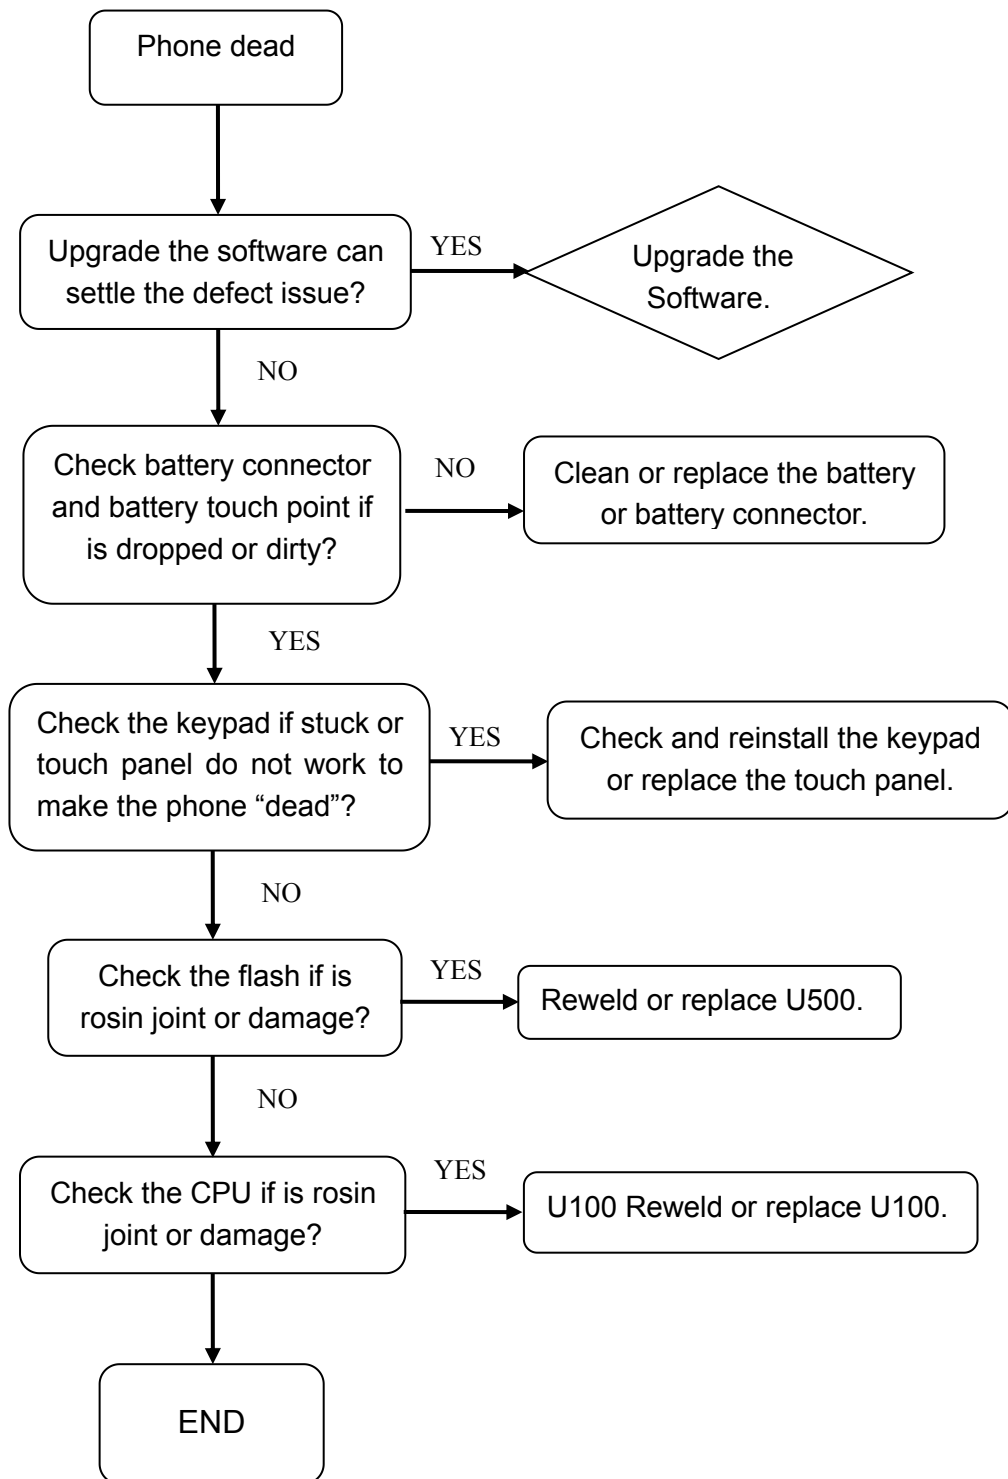 Phone dead
Upgrade the software can
settle the defect issue?
YES
Upgrade the
Software.
NO
Check battery connector
and battery touch point if
is dropped or dirty?
NO
Clean or replace the battery
or battery connector.
YES
Check the keypad if stuck or
touch panel do not work to
make the phone “dead”?
YES
Check and reinstall the keypad
or replace the touch panel.
NO
Check the flash if is
rosin joint or damage?
YES
Reweld or replace U500.
NO
Check the CPU if is rosin
joint or damage?
YES
U100 Reweld or replace U100.
END